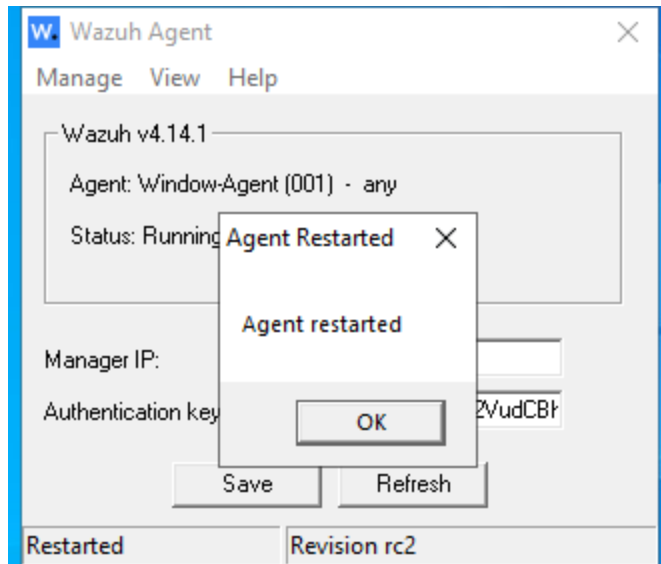 W. Wazuh Agent
Manage View Help
Wazuh v4.14.1
Agent: Window-Agent (001) - any
Status: Running
Agent Restarted
Agent restarted
OK
Manager IP:
Authentication key
2VudCBh
Save Refresh
Restarted
Revision rc2